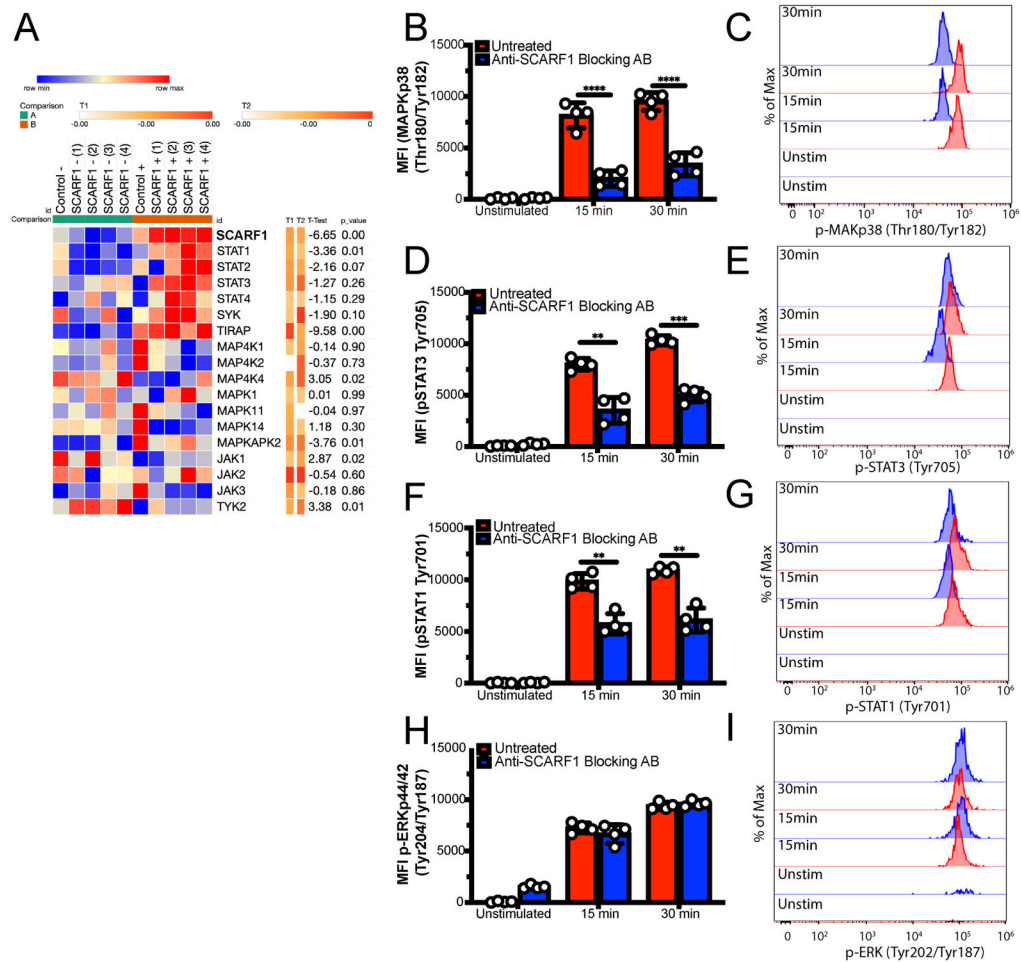 A
row min row max
Comparison
A
B
T1
-0.00 -0.00 0.00
T2
-0.00 -0.00 0
id
Comparison
Control -
SCARF1 - (1)
SCARF1 - (2)
SCARF1 - (3)
SCARF1 - (4)
Control +
SCARF1 + (1)
SCARF1 + (2)
SCARF1 + (3)
SCARF1 + (4)
id T1 T2 T-Test p_value
SCARF1 -6.65 0.00
STAT1 -3.36 0.01
STAT2 -2.16 0.07
STAT3 -1.27 0.26
STAT4 -1.15 0.29
SYK -1.90 0.10
TIRAP -9.58 0.00
MAP4K1 -0.14 0.90
MAP4K2 -0.37 0.73
MAP4K4 3.05 0.02
MAPK1 0.01 0.99
MAPK11 -0.04 0.97
MAPK14 1.18 0.30
MAPKAPK2 -3.76 0.01
JAK1 2.87 0.02
JAK2 -0.54 0.60
JAK3 -0.18 0.86
TYK2 3.38 0.01
B
MFI (MAPKp38)
(Thr180/Tyr182)
15000
10000
5000
0
Untreated
Anti-SCARF1 Blocking AB
**** ****
Unstimulated 15 min 30 min
C
% of Max
30min
30min
15min
15min
Unstim
Unstim
0 10² 10³ 10⁴ 10⁵ 10⁶
p-MAKp38 (Thr180/Tyr182)
D
MFI (pSTAT3 Tyr705)
15000
10000
5000
0
Untreated
Anti-SCARF1 Blocking AB
** ***
Unstimulated 15 min 30 min
E
% of Max
30min
30min
15min
15min
Unstim
Unstim
0 10² 10³ 10⁴ 10⁵ 10⁶
p-STAT3 (Tyr705)
F
MFI (pSTAT1 Tyr701)
15000
10000
5000
0
Untreated
Anti-SCARF1 Blocking AB
** **
Unstimulated 15 min 30 min
G
% of Max
30min
30min
15min
15min
Unstim
Unstim
0 10² 10³ 10⁴ 10⁵ 10⁶
p-STAT1 (Tyr701)
H
MFI p-ERKp44/42
(Tyr204/Tyr187)
15000
10000
5000
0
Untreated
Anti-SCARF1 Blocking AB
Unstimulated 15 min 30 min
I
% of Max
30min
30min
15min
15min
Unstim
Unstim
0 10² 10³ 10⁴ 10⁵ 10⁶
p-ERK (Tyr202/Tyr187)